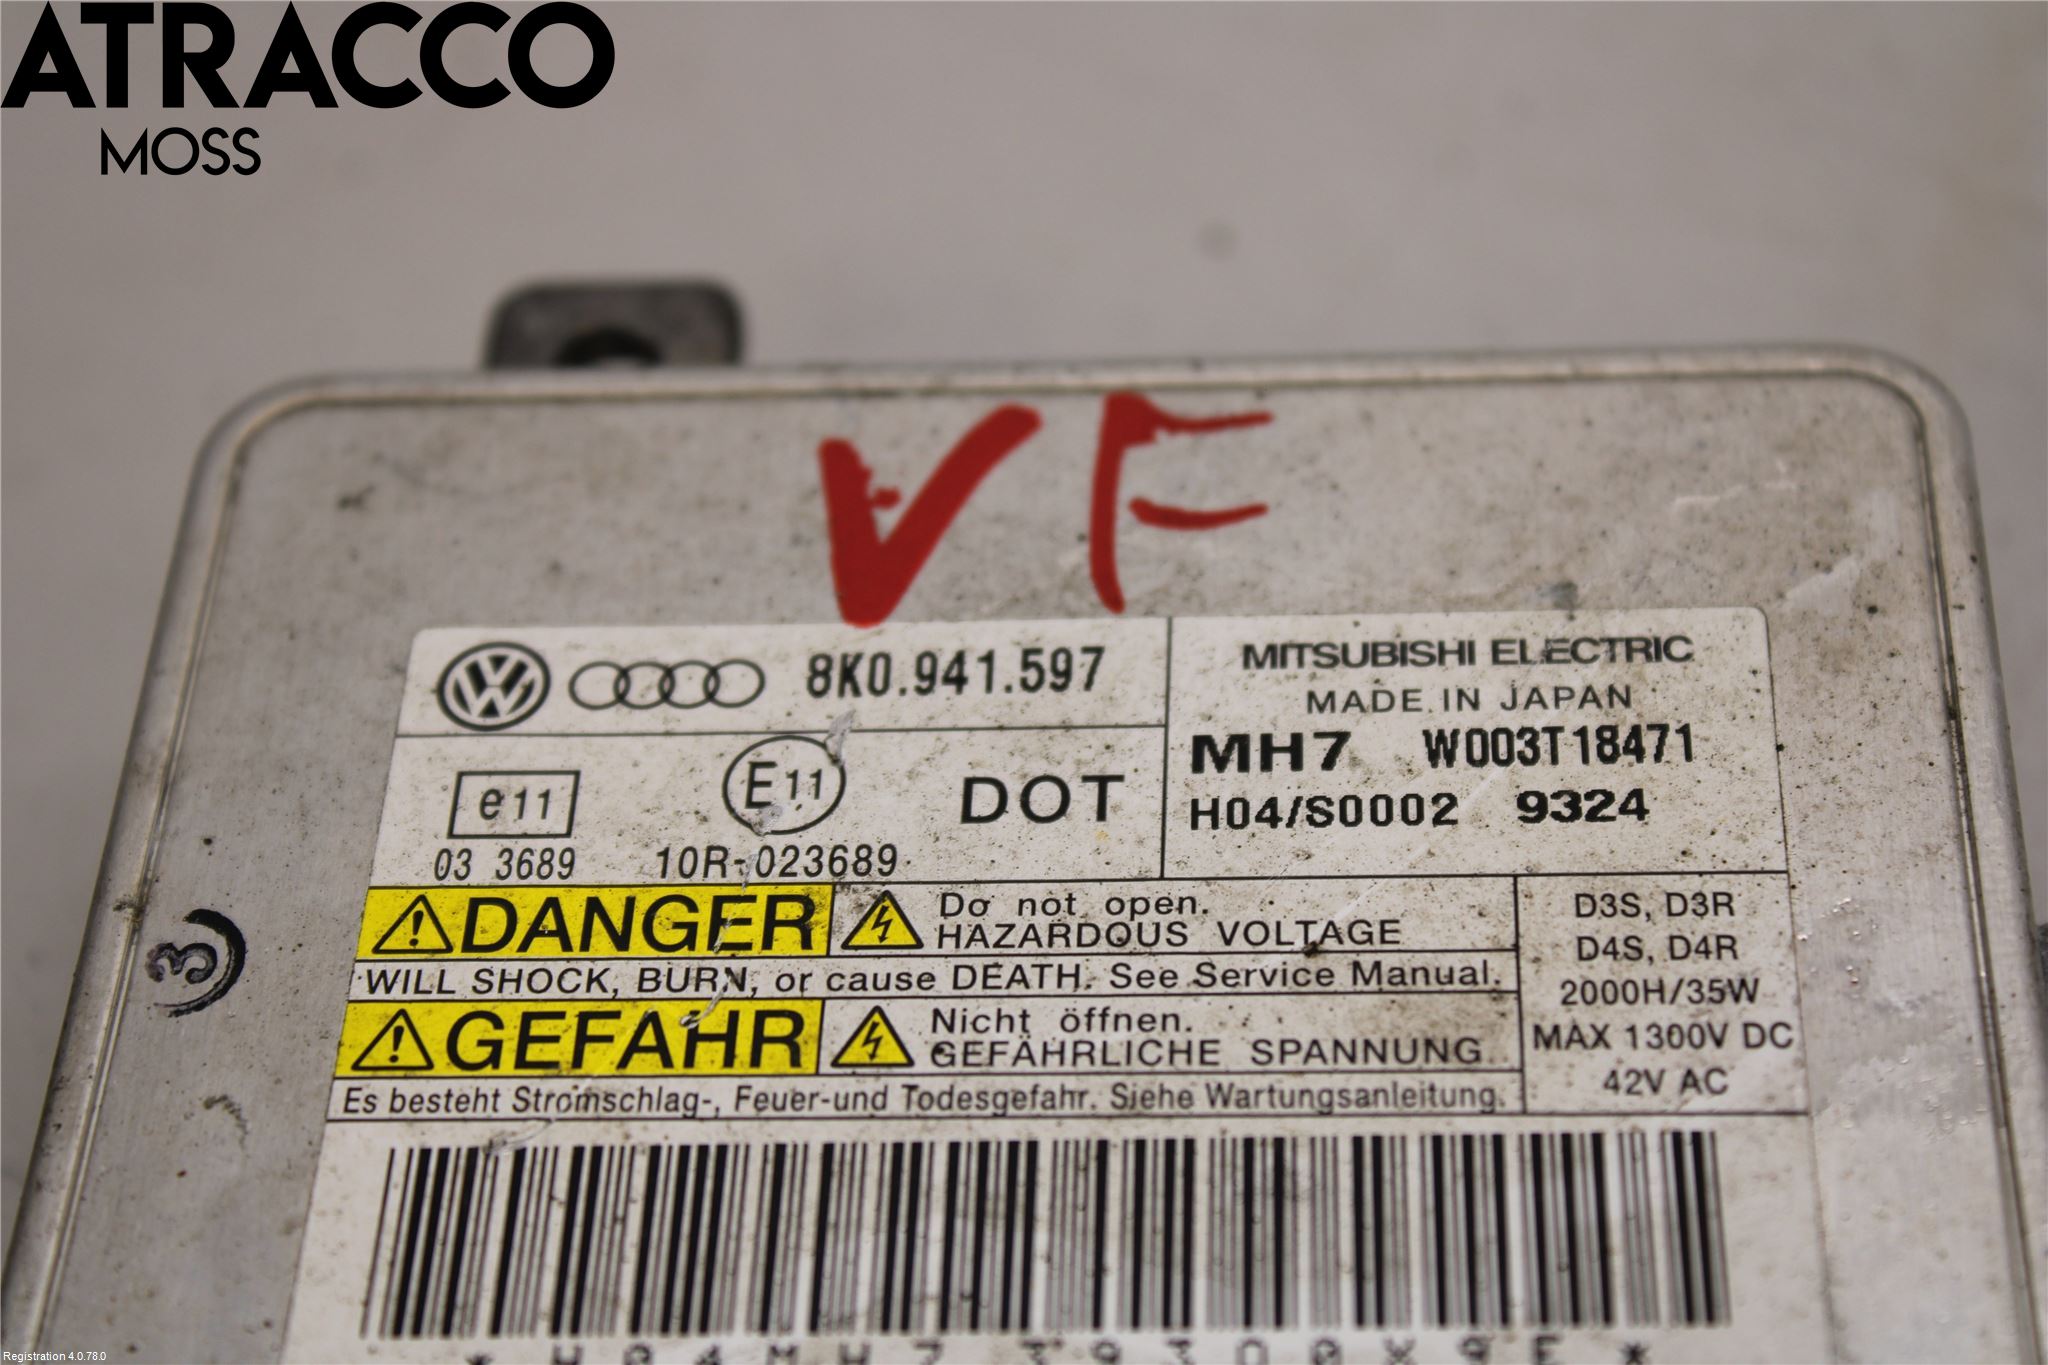 ATRACCO
MOSS
VF
8K0.941.597
MITSUBISHI ELECTRIC
MADE IN JAPAN
MH7 W003T18471
H04/S0002 9324
e11
E11
DOT
03 3689
10R-023689
DANGER
Do not open.
HAZARDOUS VOLTAGE
WILL SHOCK, BURN, or cause DEATH. See Service Manual.
GEFAHR
Nicht öffnen.
GEFÄHRLICHE SPANNUNG
Es besteht Stromschlag-, Feuer-und Todesgefahr. Siehe Wartungsanleitung.
D3S, D3R
D4S, D4R
2000H/35W
MAX 1300V DC
42V AC
3
Registration 4.0.78.0